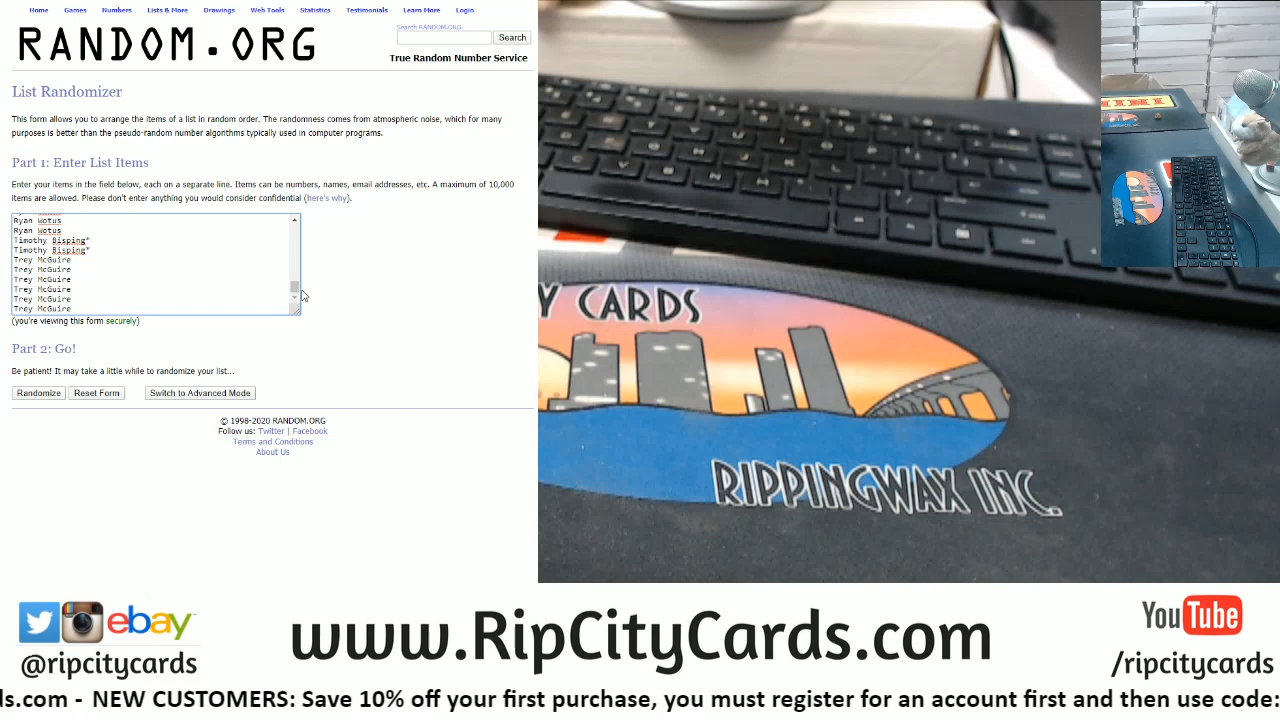 Home Games Numbers Lists & More Drawings Web Tools Statistics Testimonials Learn More Login
RANDOM.ORG
Search RANDOM.ORG
Search
True Random Number Service
List Randomizer
This form allows you to arrange the items of a list in random order. The randomness comes from atmospheric noise, which for many
purposes is better than the pseudo-random number algorithms typically used in computer programs.
Part 1: Enter List Items
Enter your items in the field below, each on a separate line. Items can be numbers, names, email addresses, etc. A maximum of 10,000
items are allowed. Please don't enter anything you would consider confidential (here's why).
Ryan Wotus
Ryan Wotus
Timothy Bisping*
Timothy Bisping*
Trey McGuire
Trey McGuire
Trey McGuire
Trey McGuire
Trey McGuire
Trey McGuire
(you're viewing this form securely)
Part 2: Go!
Be patient! It may take a little while to randomize your list...
Randomize Reset Form Switch to Advanced Mode
© 1998-2020 RANDOM.ORG
Follow us: Twitter | Facebook
Terms and Conditions
About Us
Y CARDS
RIPPINGWAX INC.
ebay
@ripcitycards
www.RipCityCards.com
YouTube
/ripcitycards
ds.com - NEW CUSTOMERS: Save 10% off your first purchase, you must register for an account first and then use code: